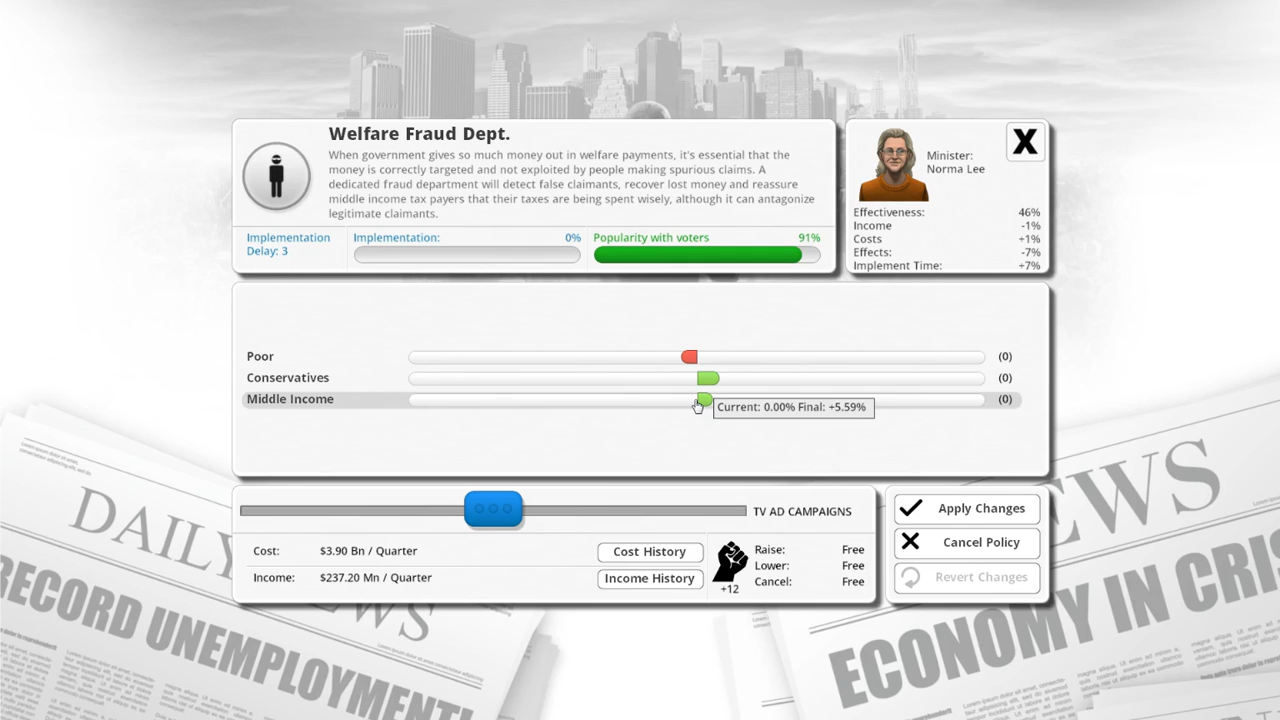 Welfare Fraud Dept.
When government gives so much money out in welfare payments, it's essential that the
money is correctly targeted and not exploited by people making spurious claims. A
dedicated fraud department will detect false claimants, recover lost money and reassure
middle income tax payers that their taxes are being spent wisely, although it can antagonize
legitimate claimants.
Implementation
Delay: 3
Implementation: 0%
Popularity with voters 91%
X
Minister:
Norma Lee
Effectiveness: 46%
Income -1%
Costs +1%
Effects: -7%
Implement Time: +7%
Poor (0)
Conservatives (0)
Middle Income (0)
Current: 0.00% Final: +5.59%
TV AD CAMPAIGNS
Cost: $3.90 Bn / Quarter
Income: $237.20 Mn / Quarter
Cost History
Income History
+12
Raise: Free
Lower: Free
Cancel: Free
Apply Changes
Cancel Policy
Revert Changes
DAILY
NEWS
RECORD UNEMPLOYMENT!
EWS
ECONOMY IN CRIS